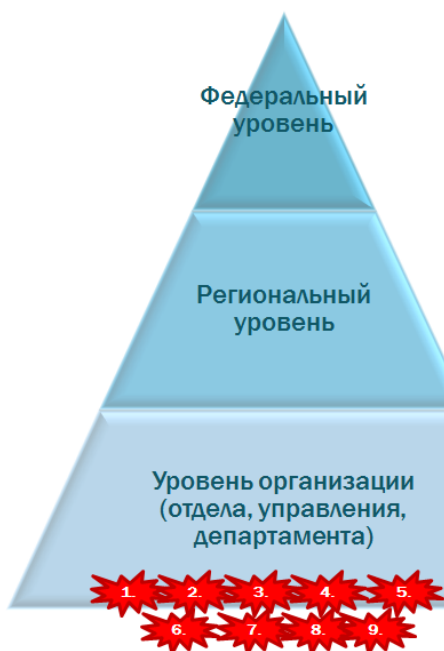 Федеральный
уровень
Региональный
уровень
Уровень организации
(отдела, управления,
департамента)
1. 2. 3. 4. 5.
6. 7. 8. 9.